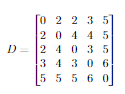 D =
0 2 2 3 5
2 0 4 4 5
2 4 0 3 5
3 4 3 0 6
5 5 5 6 0